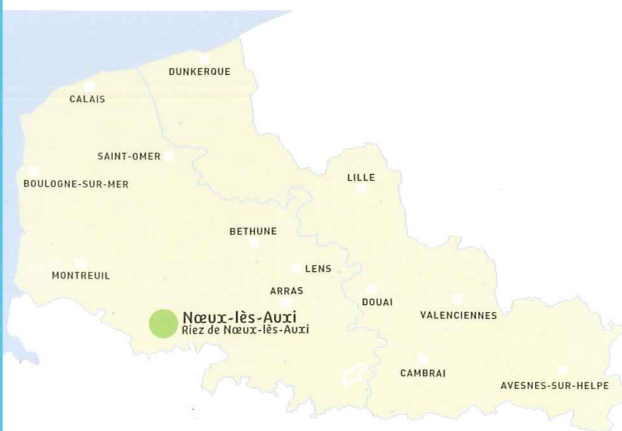 DUNKERQUE
CALAIS
SAINT-OMER
LILLE
BOULOGNE-SUR-MER
BETHUNE
LENS
MONTREUIL
ARRAS
DOUAI
Nœux-lès-Auxi
VALENCIENNES
Riez de Nœux-lès-Auxi
CAMBRAI
AVESNES-SUR-HELPE